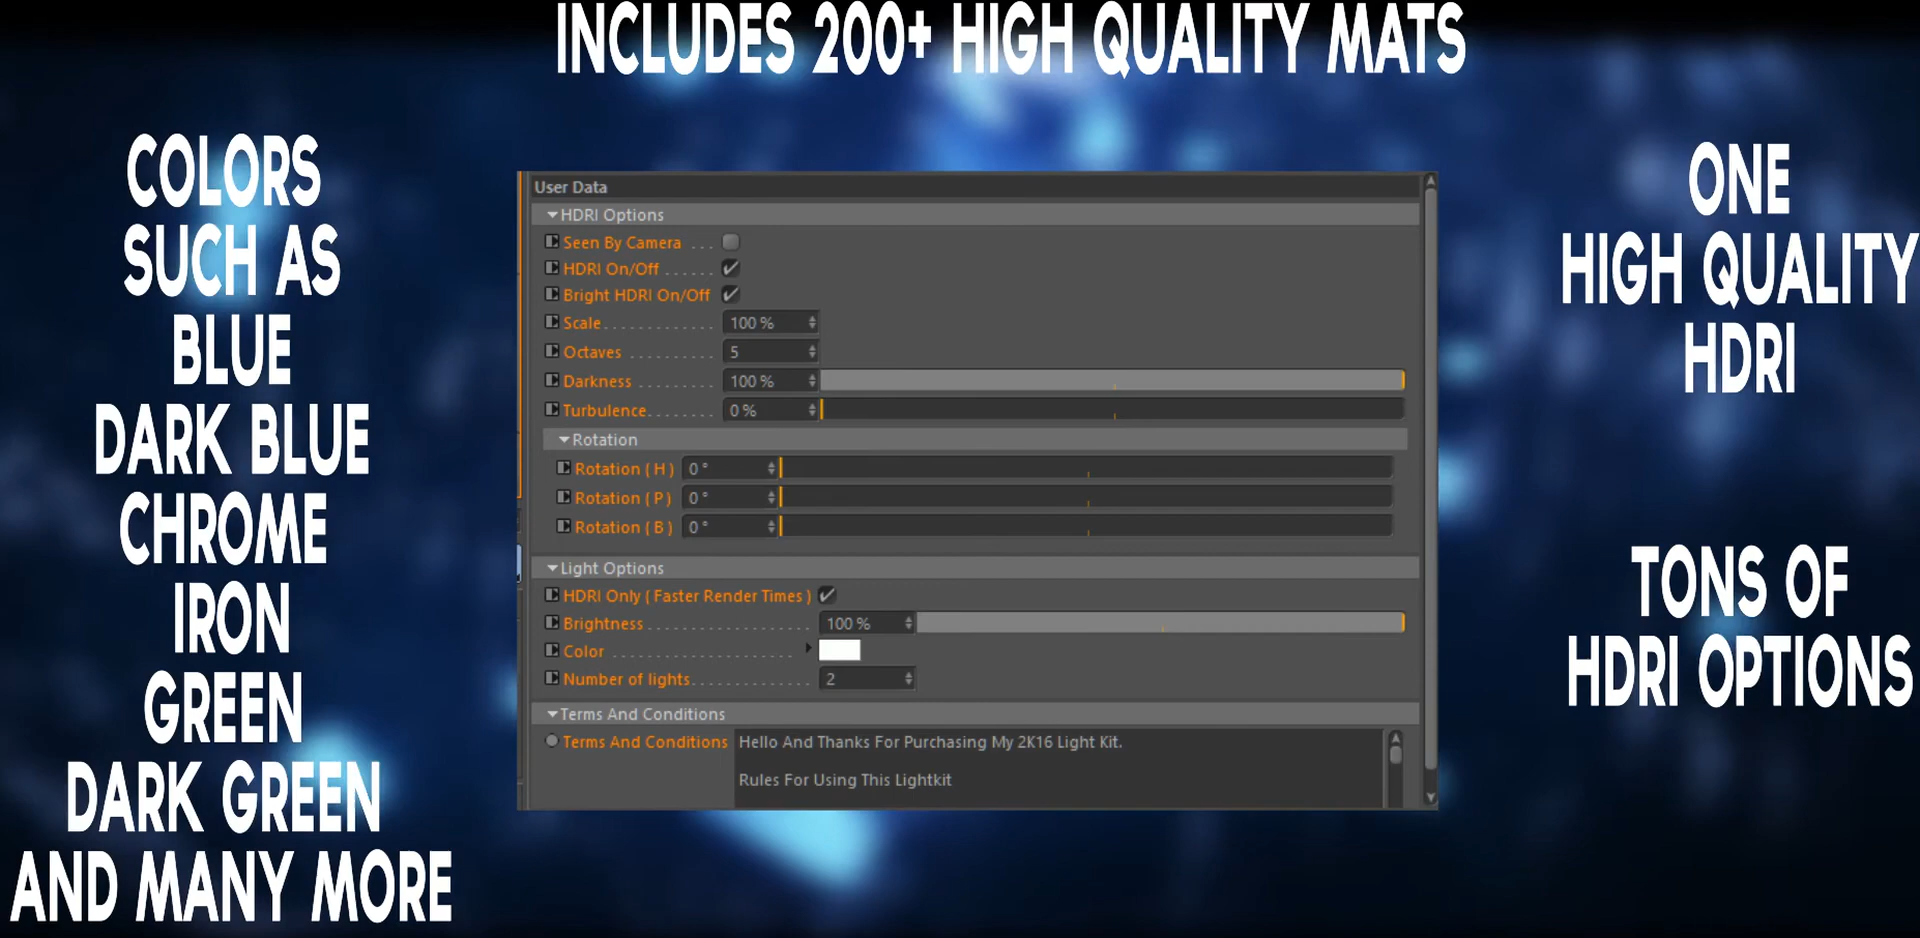 INCLUDES 200+ HIGH QUALITY MATS
COLORS
SUCH AS
BLUE
DARK BLUE
CHROME
IRON
GREEN
DARK GREEN
AND MANY MORE
User Data
HDRI Options
Seen By Camera ...
HDRI On/Off ......
Bright HDRI On/Off
Scale............ 100 %
Octaves .......... 5
Darkness ......... 100 %
Turbulence........ 0 %
Rotation
Rotation ( H ) 0 °
Rotation ( P ) 0 °
Rotation ( B ) 0 °
Light Options
HDRI Only ( Faster Render Times )
Brightness................. 100 %
Color ....................
Number of lights............. 2
Terms And Conditions
Terms And Conditions Hello And Thanks For Purchasing My 2K16 Light Kit.
Rules For Using This Lightkit
ONE
HIGH QUALITY
HDRI
TONS OF
HDRI OPTIONS